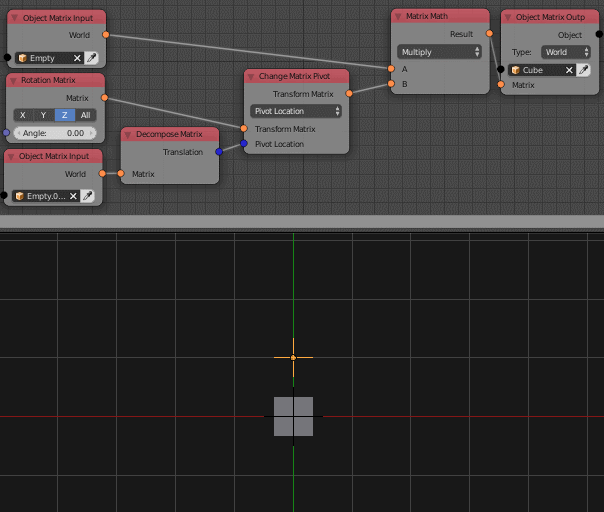 Object Matrix Input
World
Empty
Rotation Matrix
Matrix
X Y Z All
Angle: 0.00
Object Matrix Input
World
Empty.0...
Decompose Matrix
Translation
Matrix
Change Matrix Pivot
Transform Matrix
Pivot Location
Transform Matrix
Pivot Location
Matrix Math
Result
Multiply
A
B
Object Matrix Outp
Object
Type: World
Cube
Matrix